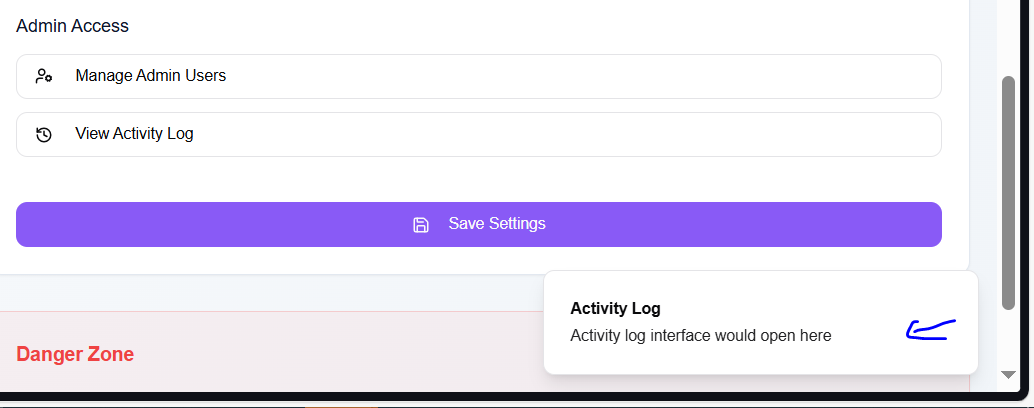 Admin Access
Manage Admin Users
View Activity Log
Save Settings
Activity Log
Activity log interface would open here
Danger Zone